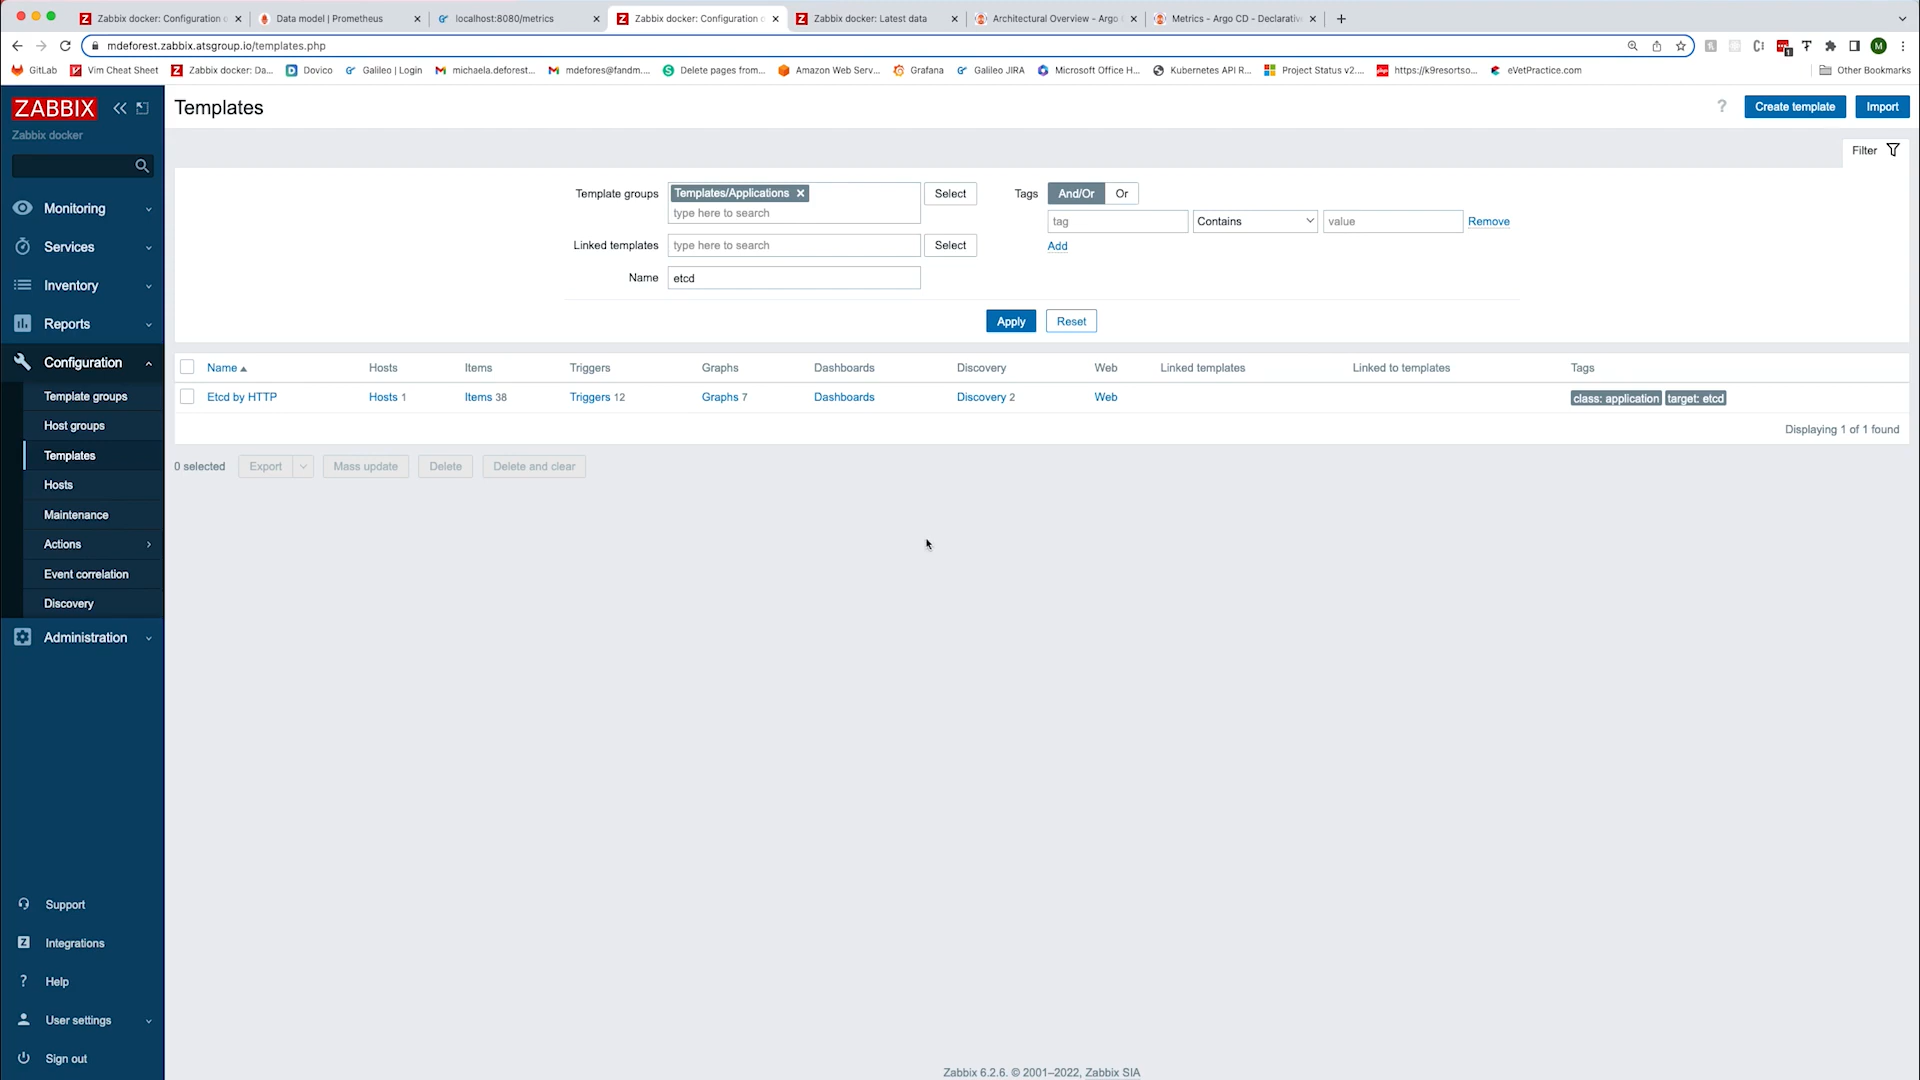 Zabbix docker: Configuration o
Data model | Prometheus
localhost:8080/metrics
Zabbix docker: Configuration o
Zabbix docker: Latest data
Architectural Overview - Argo
Metrics - Argo CD - Declarativ
mdeforest.zabbix.atsgroup.io/templates.php
GitLab
Vim Cheat Sheet
Zabbix docker: Da...
Dovico
Galileo | Login
michaela.deforest...
mdefores@fandm....
Delete pages from...
Amazon Web Serv...
Grafana
Galileo JIRA
Microsoft Office H...
Kubernetes API R...
Project Status v2....
https://k9resortso...
eVetPractice.com
Other Bookmarks
ZABBIX
Templates
?
Create template
Import
Zabbix docker
Filter
Template groups
Templates/Applications
type here to search
Select
Tags
And/Or
Or
tag
Contains
value
Remove
Add
Linked templates
type here to search
Select
Name
etcd
Apply
Reset
Monitoring
Services
Inventory
Reports
Configuration
Template groups
Host groups
Templates
Hosts
Maintenance
Actions
Event correlation
Discovery
Administration
Name Hosts Items Triggers Graphs Dashboards Discovery Web Linked templates Linked to templates Tags
Etcd by HTTP Hosts 1 Items 38 Triggers 12 Graphs 7 Dashboards Discovery 2 Web class: application target: etcd
Displaying 1 of 1 found
0 selected
Export
Mass update
Delete
Delete and clear
Support
Z Integrations
? Help
User settings
Sign out
Zabbix 6.2.6. © 2001–2022, Zabbix SIA